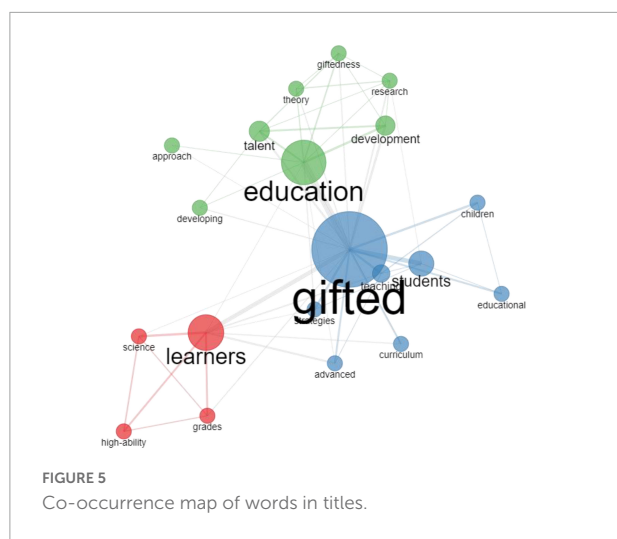 giftedness
research
theory
development
talent
approach
education
children
developing
students
teaching
educational
gifted
strategies
science
learners
curriculum
advanced
grades
high-ability
FIGURE 5
Co-occurrence map of words in titles.